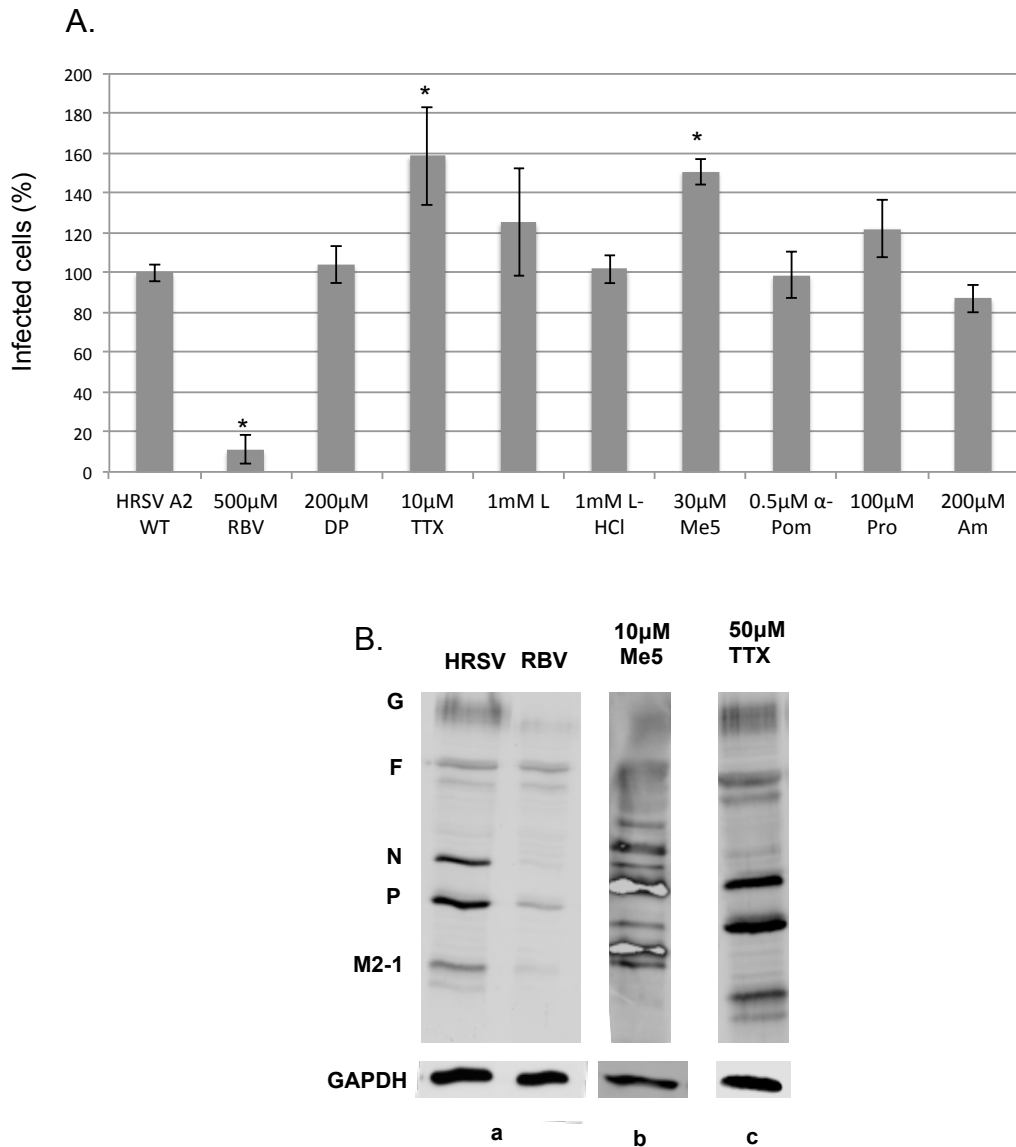 A.
200
180
160
140
120
100
80
60
40
20
0
Infected cells (%)
*
*
*
HRSV A2 WT
500µM RBV
200µM DP
10µM TTX
1mM L
1mM L-HCl
30µM Me5
0.5µM α-Pom
100µM Pro
200µM Am
B.
HRSV RBV
10µM
Me5
50µM
TTX
G
F
N
P
M2-1
GAPDH
a b c